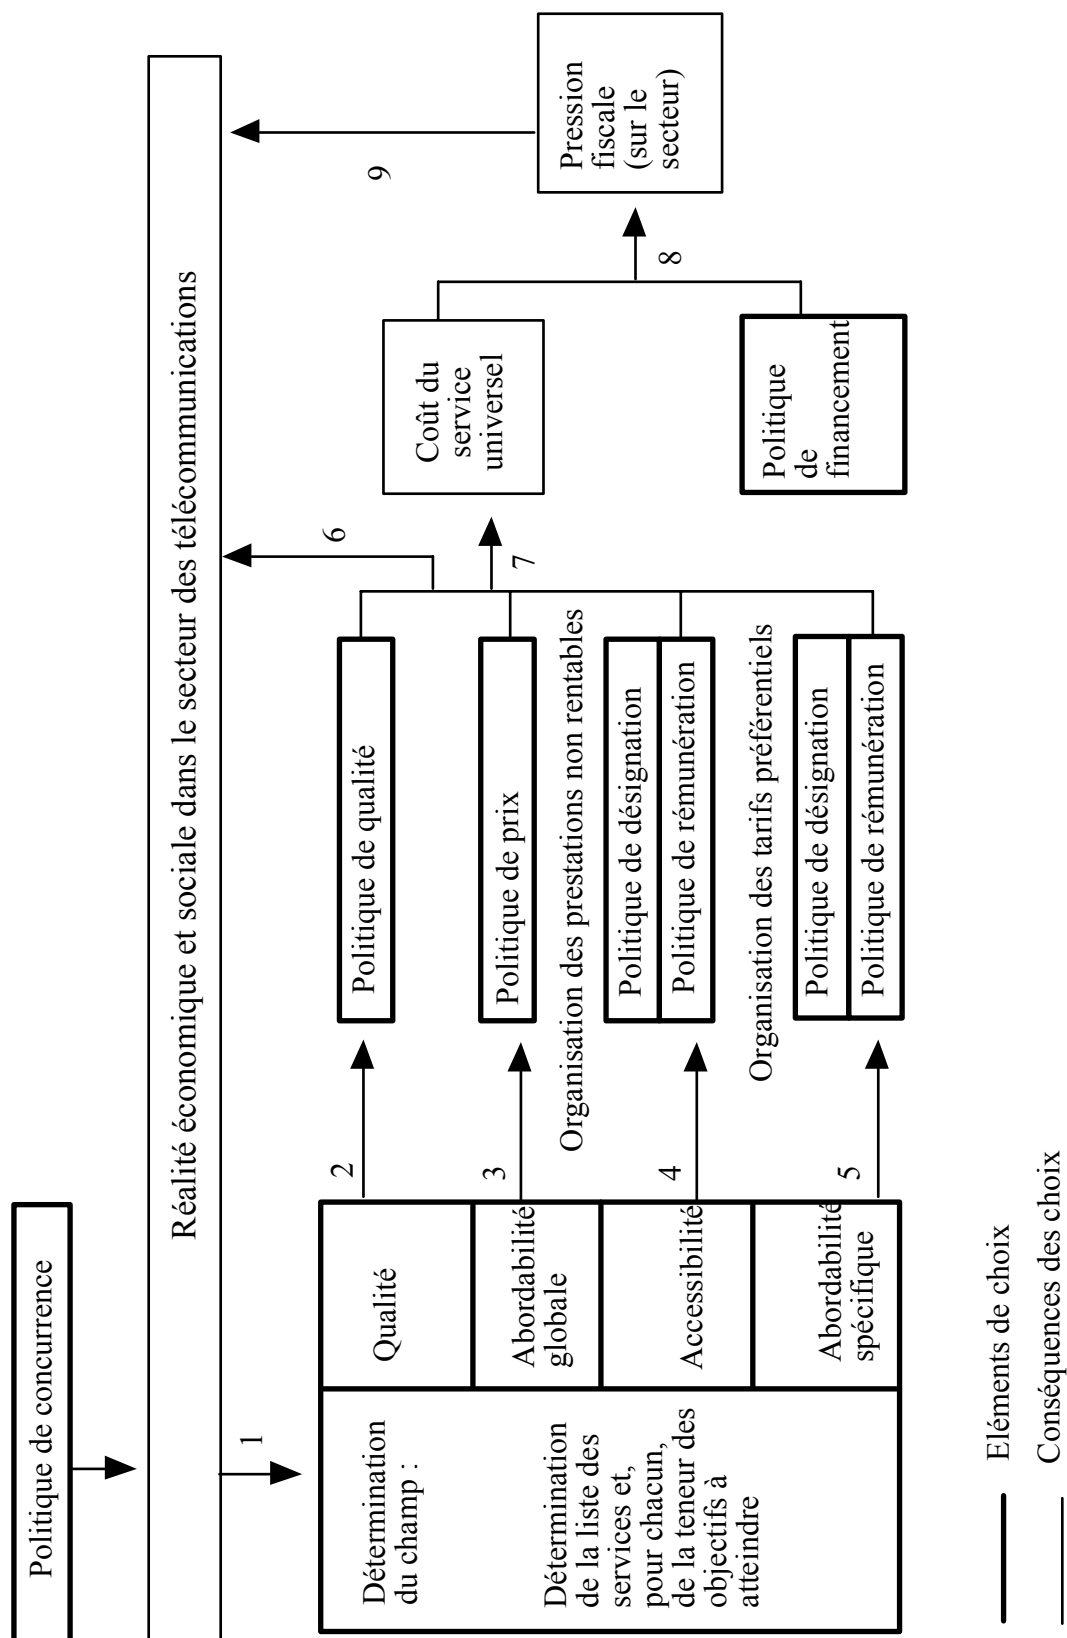 Politique de concurrence
Réalité économique et sociale dans le secteur des télécommunications
1
Détermination
du champ :
Détermination
de la liste des
services et,
pour chacun,
de la teneur des
objectifs à
atteindre
Qualité
Abordabilité
globale
Accessibilité
Abordabilité
spécifique
2
3
4
5
Politique de qualité
Politique de prix
Organisation des prestations non rentables
Politique de désignation
Politique de rémunération
Organisation des tarifs préférentiels
Politique de désignation
Politique de rémunération
6
7
Coût du
service
universel
Politique
de
financement
8
Pression
fiscale
(sur le
secteur)
9
Eléments de choix
Conséquences des choix